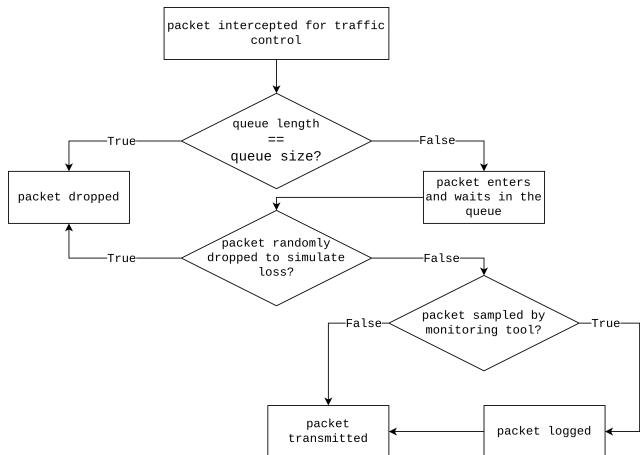 packet intercepted for traffic
control
queue length
==
queue size?
True
False
packet dropped
packet enters
and waits in the
queue
packet randomly
dropped to simulate
loss?
True
False
packet sampled by
monitoring tool?
False
True
packet
transmitted
packet logged